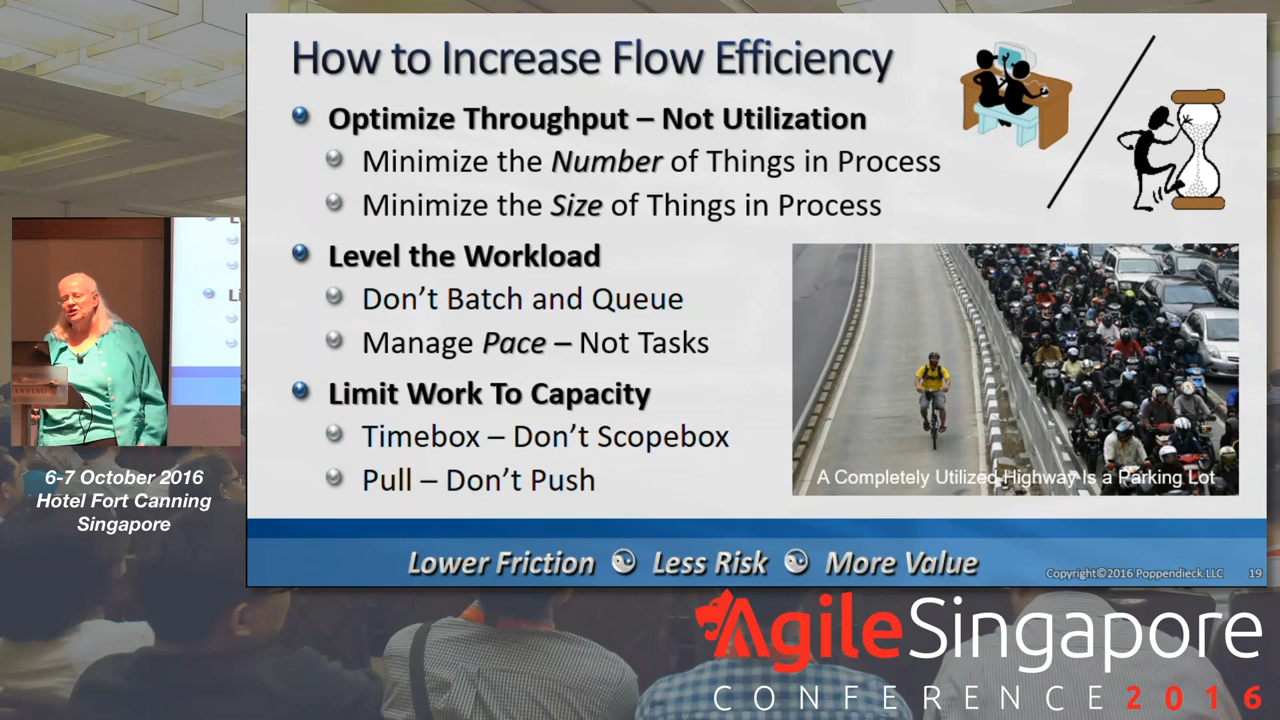 How to Increase Flow Efficiency
Optimize Throughput – Not Utilization
Minimize the Number of Things in Process
Minimize the Size of Things in Process
Level the Workload
Don't Batch and Queue
Manage Pace – Not Tasks
Limit Work To Capacity
Timebox – Don't Scopebox
Pull – Don't Push
A Completely Utilized Highway Is a Parking Lot
Lower Friction Less Risk More Value
Copyright©2016 Poppendieck.LLC 19
6-7 October 2016
Hotel Fort Canning
Singapore
AgileSingapore
CONFERENCE 2016